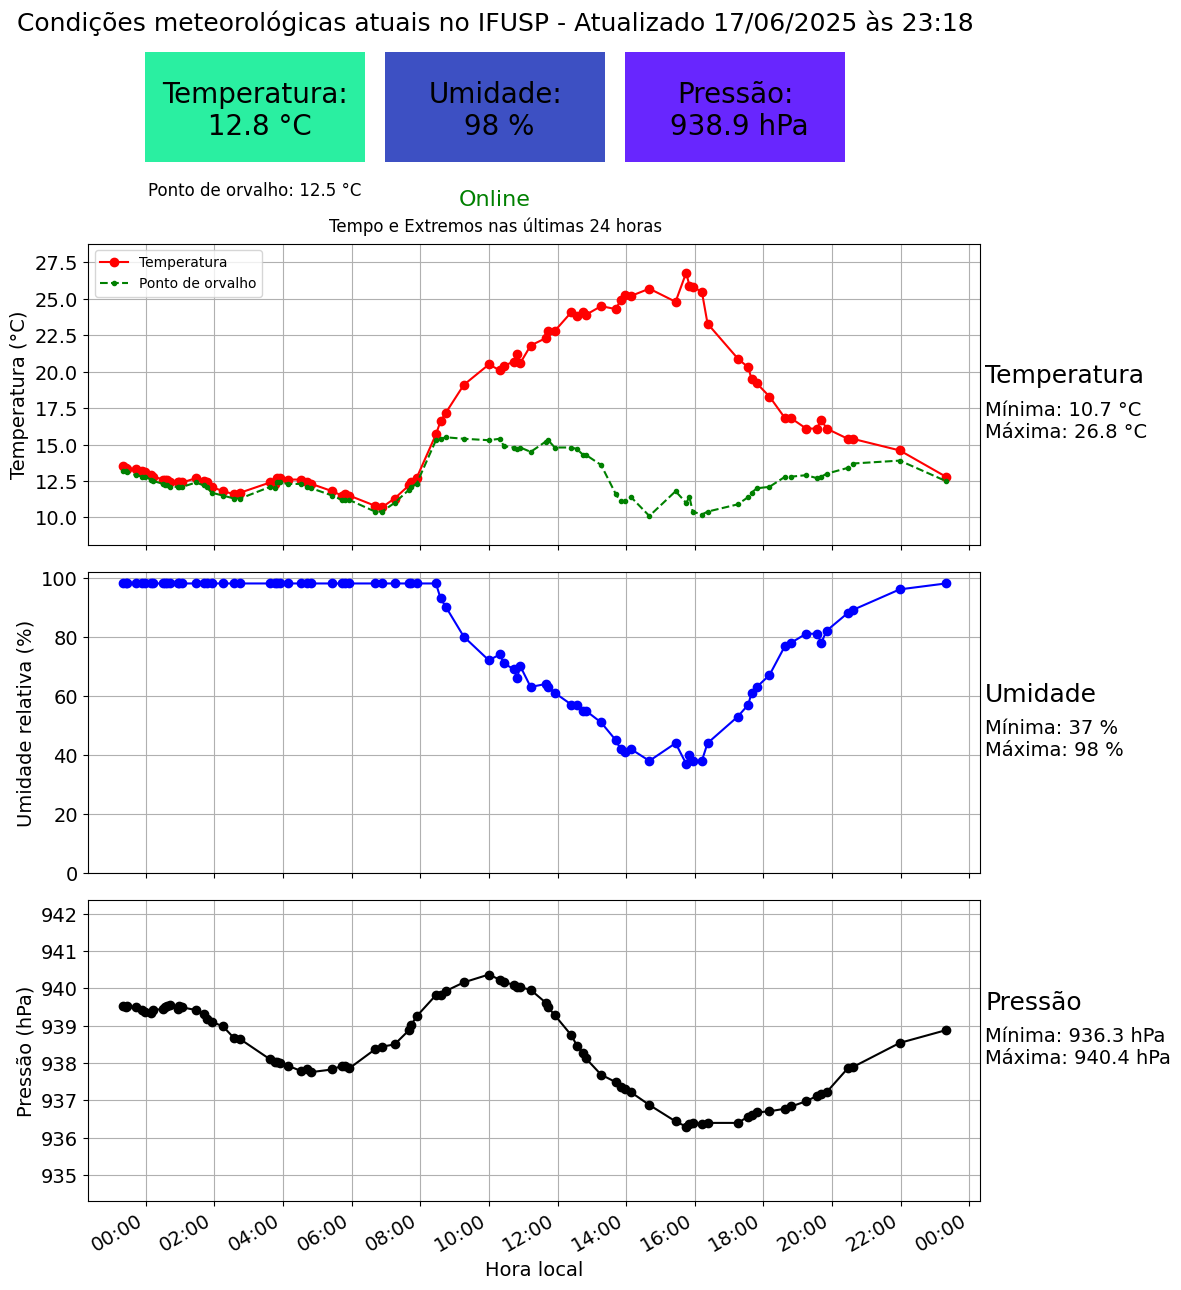 Condições meteorológicas atuais no IFUSP - Atualizado 17/06/2025 às 23:18
Temperatura:
12.8 °C
Umidade:
98 %
Pressão:
938.9 hPa
Ponto de orvalho: 12.5 °C
Online
Tempo e Extremos nas últimas 24 horas
Temperatura
Ponto de orvalho
27.5
25.0
22.5
20.0
17.5
15.0
12.5
10.0
Temperatura (°C)
Temperatura
Mínima: 10.7 °C
Máxima: 26.8 °C
100
80
60
40
20
0
Umidade relativa (%)
Umidade
Mínima: 37 %
Máxima: 98 %
942
941
940
939
938
937
936
935
Pressão (hPa)
Pressão
Mínima: 936.3 hPa
Máxima: 940.4 hPa
00:00
02:00
04:00
06:00
08:00
10:00
12:00
14:00
16:00
18:00
20:00
22:00
00:00
Hora local